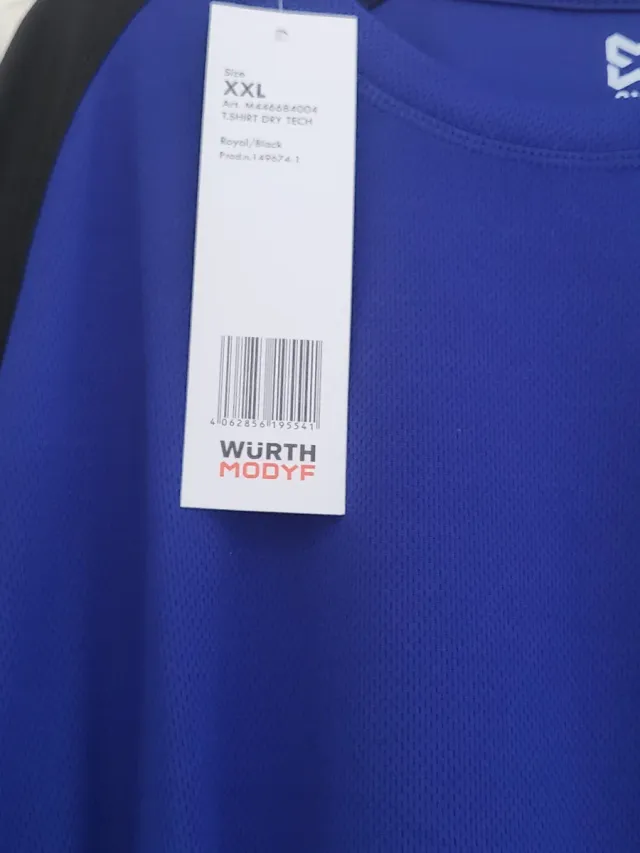 Size
XXL
Art. M446684004
T.SHIRT DRY TECH
Royal/Black
Prod.n.149674.1
4 062856 195541
WÜRTH
MODYF